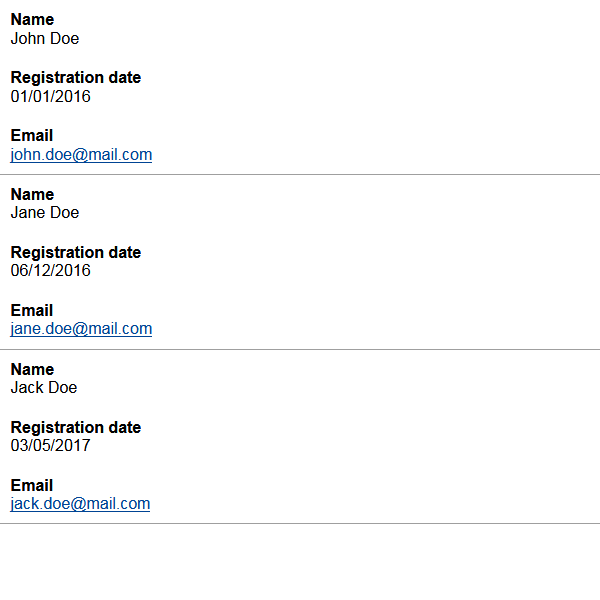 Name
John Doe
Registration date
01/01/2016
Email
john.doe@mail.com
Name
Jane Doe
Registration date
06/12/2016
Email
jane.doe@mail.com
Name
Jack Doe
Registration date
03/05/2017
Email
jack.doe@mail.com